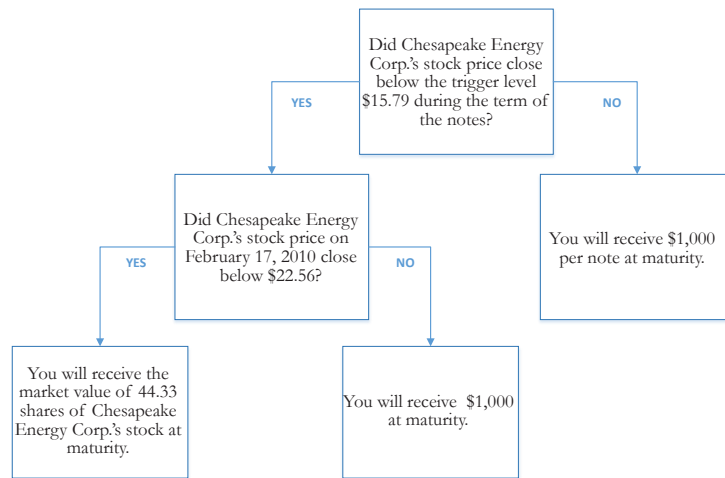 Did Chesapeake Energy
Corp.'s stock price close
below the trigger level
$15.79 during the term of
the notes?
YES
NO
Did Chesapeake Energy
Corp.'s stock price on
February 17, 2010 close
below $22.56?
You will receive $1,000
per note at maturity.
YES
NO
You will receive the
market value of 44.33
shares of Chesapeake
Energy Corp.'s stock at
maturity.
You will receive $1,000
at maturity.